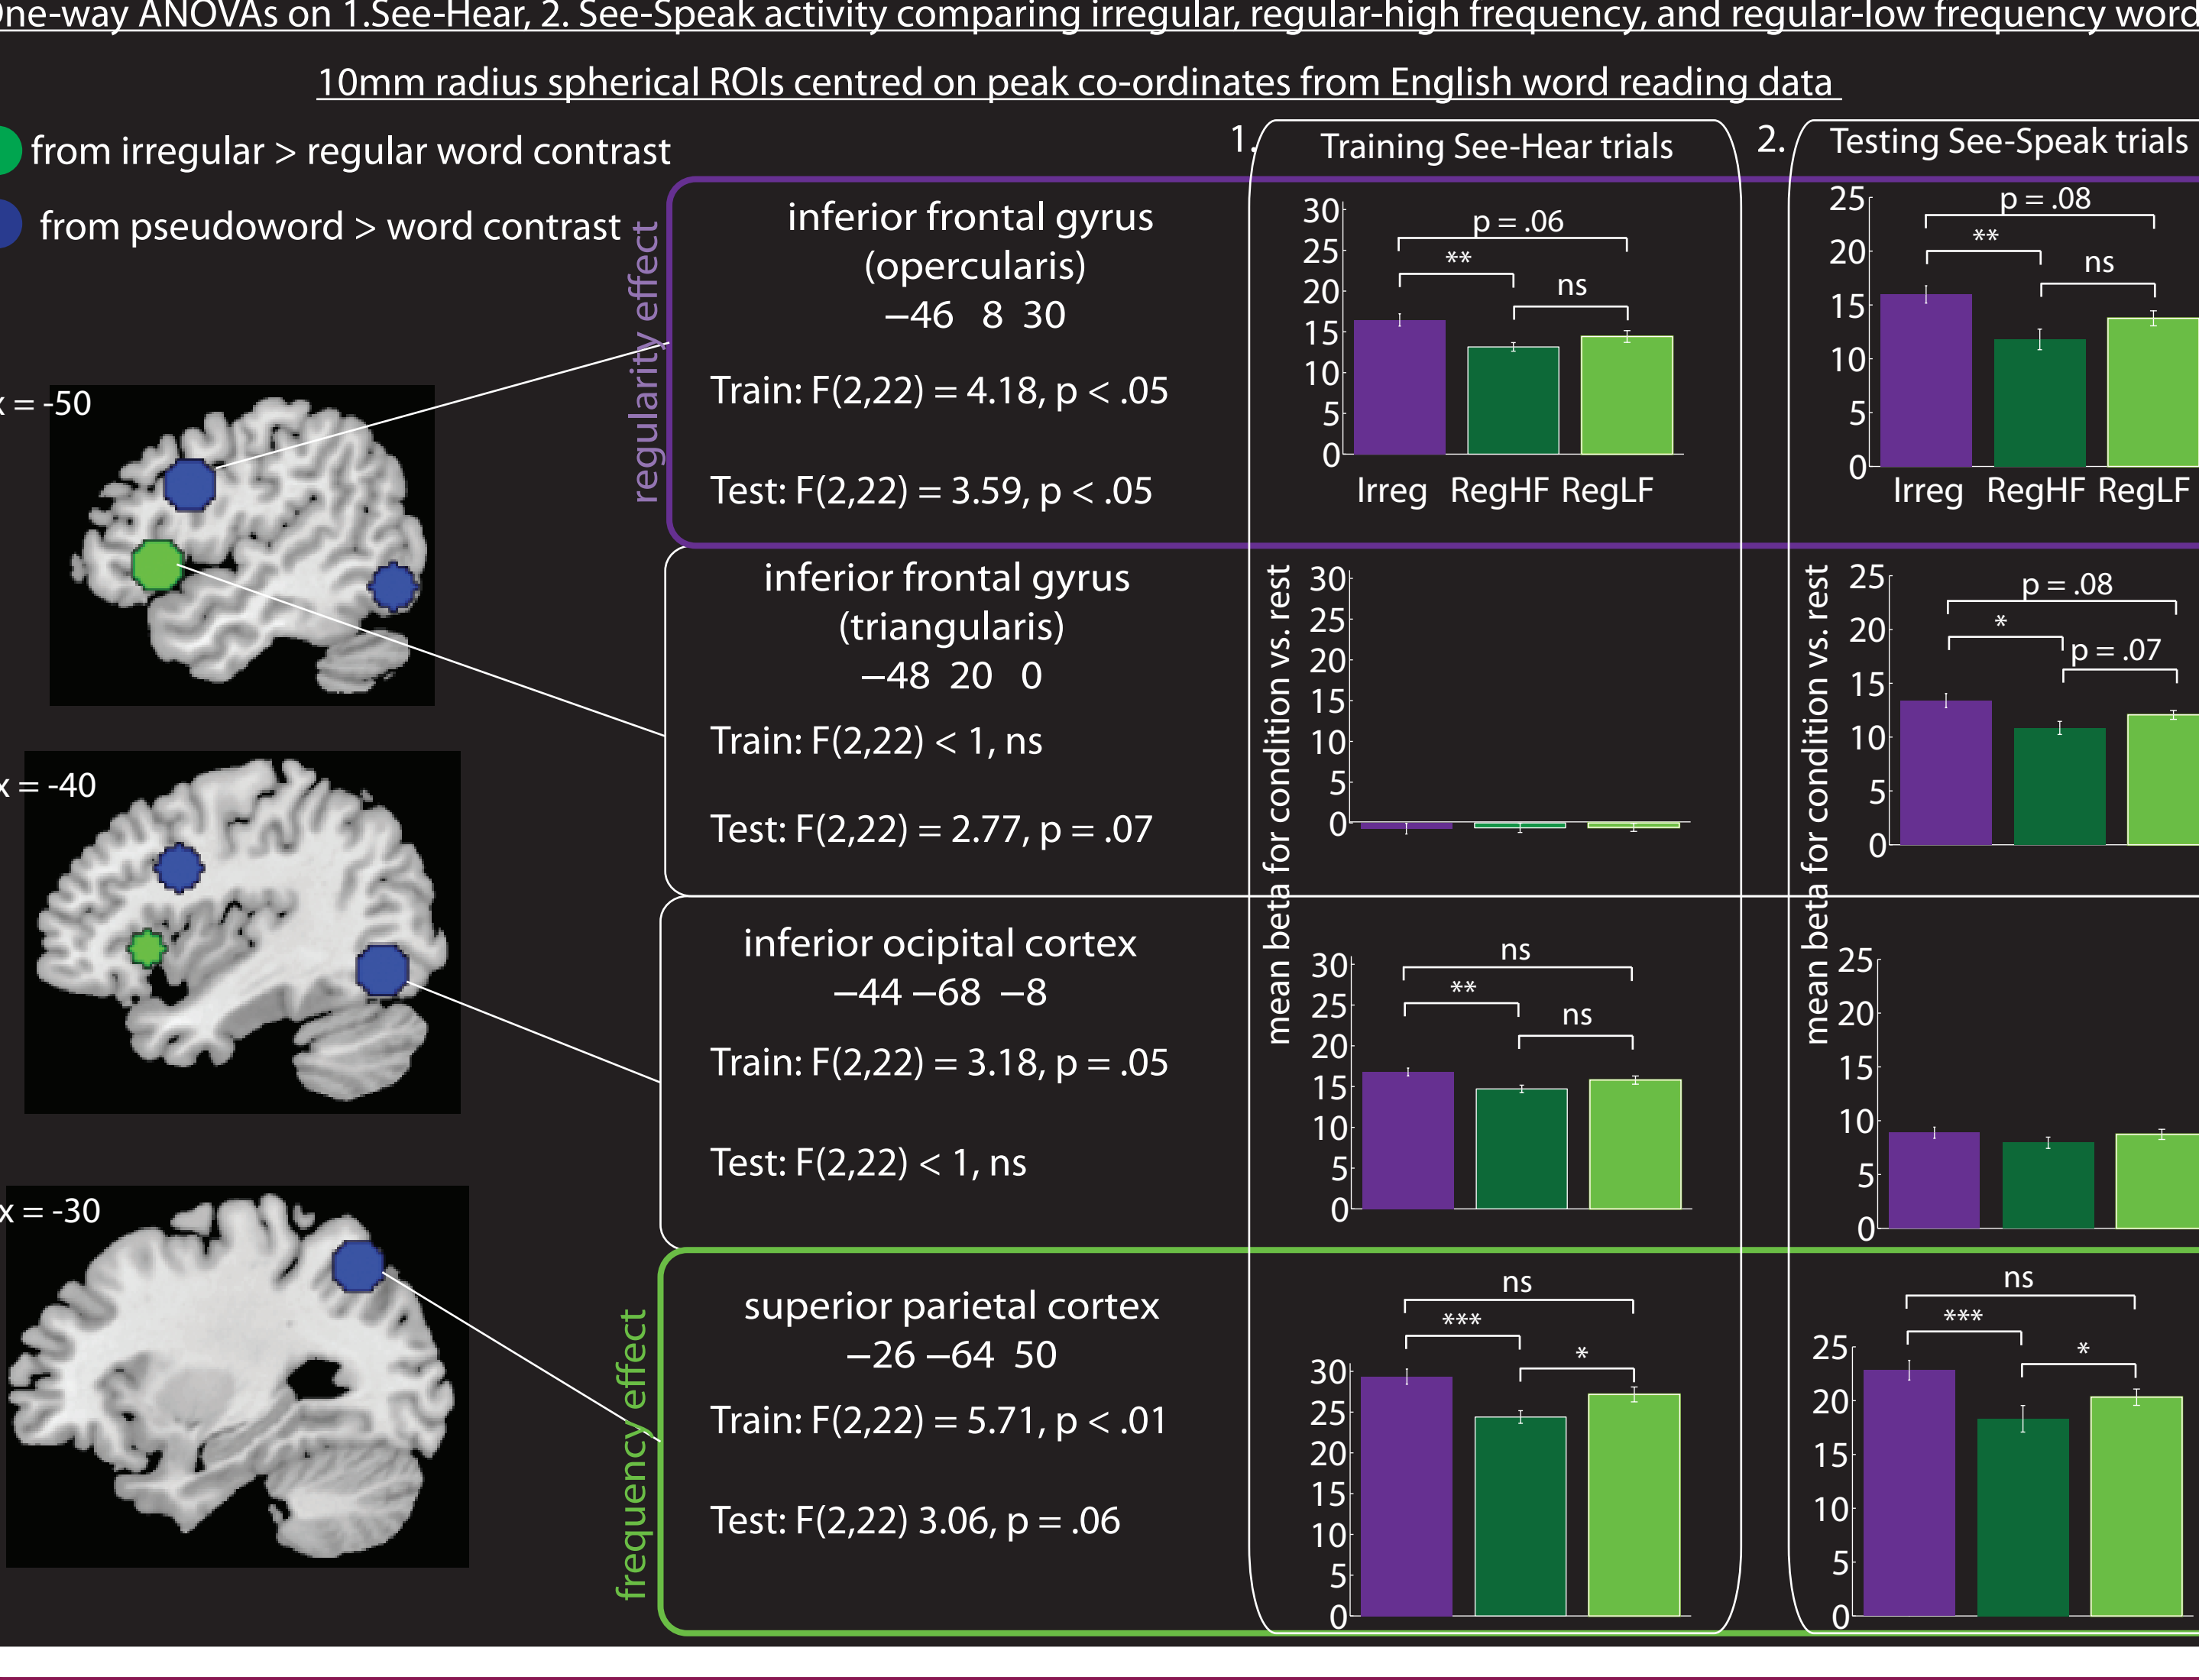 One-way ANOVAs on 1.See-Hear, 2. See-Speak activity comparing irregular, regular-high frequency, and regular-low frequency word
10mm radius spherical ROIs centred on peak co-ordinates from English word reading data
from irregular > regular word contrast
from pseudoword > word contrast
1.
Training See-Hear trials
2.
Testing See-Speak trials
x = -50
x = -40
x = -30
regularity effect
inferior frontal gyrus
(opercularis)
−46 8 30
Train: F(2,22) = 4.18, p < .05
Test: F(2,22) = 3.59, p < .05
30
25
20
15
10
5
0
p = .06
**
ns
Irreg RegHF RegLF
25
20
15
10
5
0
p = .08
**
ns
Irreg RegHF RegLF
inferior frontal gyrus
(triangularis)
−48 20 0
Train: F(2,22) < 1, ns
Test: F(2,22) = 2.77, p = .07
mean beta for condition vs. rest
30
25
20
15
10
5
0
mean beta for condition vs. rest
25
20
15
10
5
0
p = .08
*
p = .07
inferior ocipital cortex
−44 −68 −8
Train: F(2,22) = 3.18, p = .05
Test: F(2,22) < 1, ns
30
25
20
15
10
5
0
ns
**
ns
25
20
15
10
5
0
frequency effect
superior parietal cortex
−26 −64 50
Train: F(2,22) = 5.71, p < .01
Test: F(2,22) 3.06, p = .06
30
25
20
15
10
5
0
ns
***
*
25
20
15
10
5
0
ns
***
*